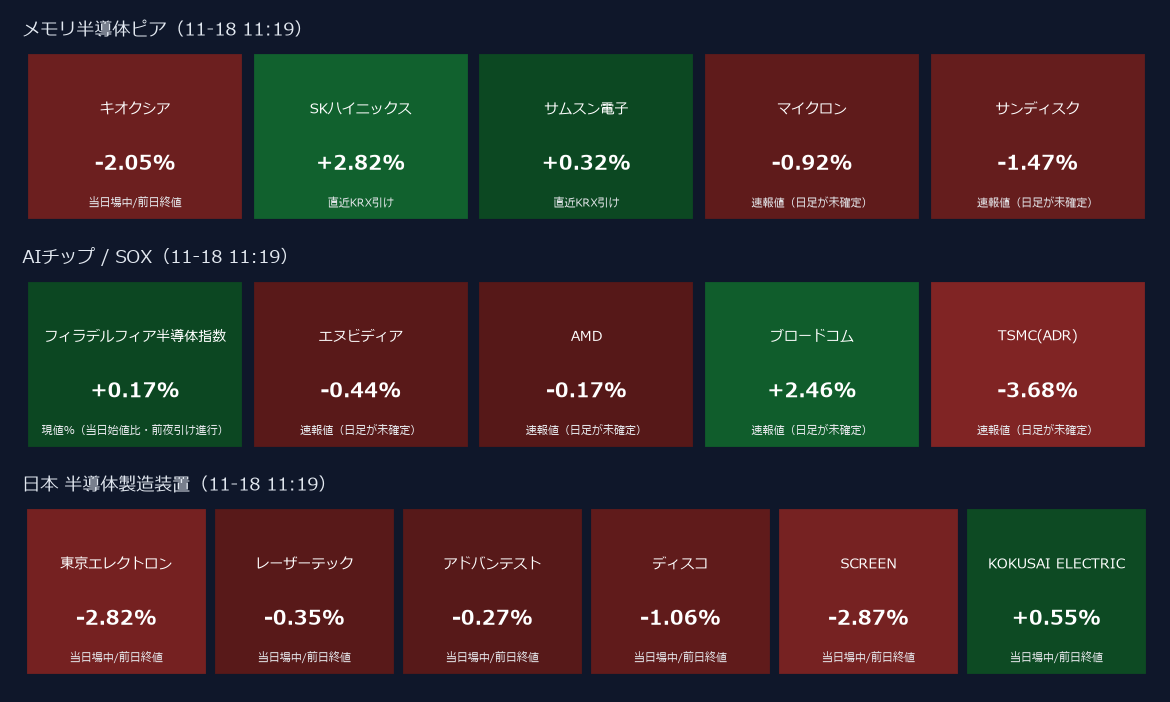 メモリ半導体ピア（11-18 11:19）
キオクシア
-2.05%
当日場中/前日終値
SKハイニックス
+2.82%
直近KRX引け
サムスン電子
+0.32%
直近KRX引け
マイクロン
-0.92%
速報値（日足が未確定）
サンディスク
-1.47%
速報値（日足が未確定）
AIチップ / SOX（11-18 11:19）
フィラデルフィア半導体指数
+0.17%
現値%（当日始値比・前夜引け進行）
エヌビディア
-0.44%
速報値（日足が未確定）
AMD
-0.17%
速報値（日足が未確定）
ブロードコム
+2.46%
速報値（日足が未確定）
TSMC(ADR)
-3.68%
速報値（日足が未確定）
日本 半導体製造装置（11-18 11:19）
東京エレクトロン
-2.82%
当日場中/前日終値
レーザーテック
-0.35%
当日場中/前日終値
アドバンテスト
-0.27%
当日場中/前日終値
ディスコ
-1.06%
当日場中/前日終値
SCREEN
-2.87%
当日場中/前日終値
KOKUSAI ELECTRIC
+0.55%
当日場中/前日終値